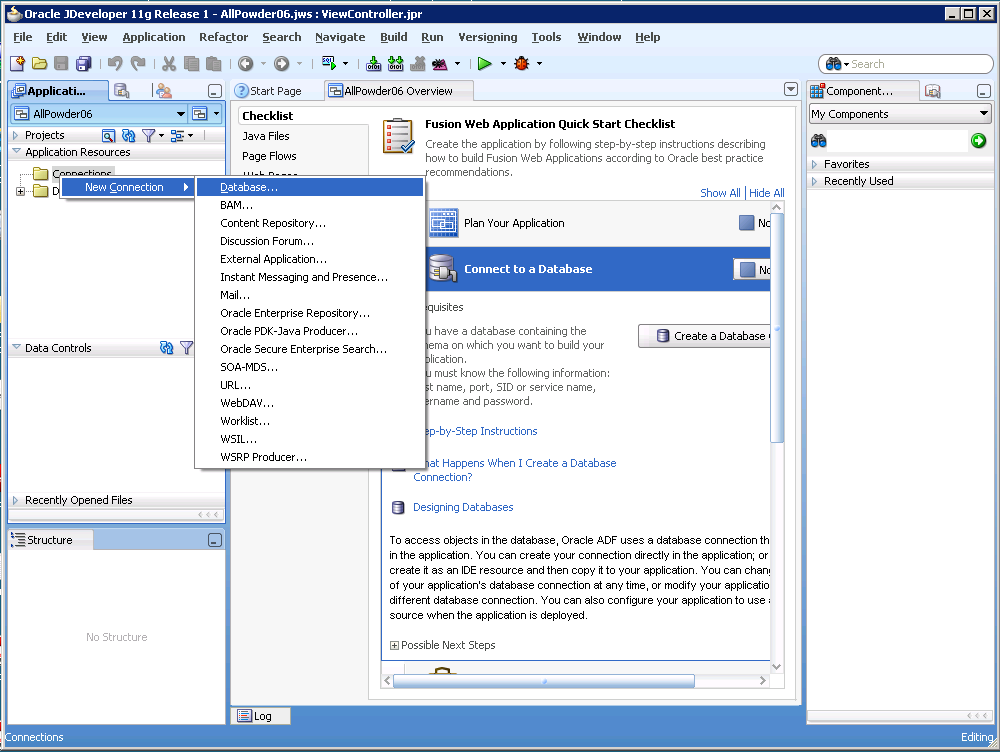 Oracle JDeveloper 11g Release 1 - AllPowder06.jws : ViewController.jpr
File Edit View Application Refactor Search Navigate Build Run Versioning Tools Window Help
Search
Applicati...
AllPowder06
Projects
Application Resources
Connections
D
New Connection
Database...
BAM...
Content Repository...
Discussion Forum...
External Application...
Instant Messaging and Presence...
Mail...
Oracle Enterprise Repository...
Oracle PDK-Java Producer...
Oracle Secure Enterprise Search...
SOA-MDS...
URL...
WebDAV...
Worklist...
WSIL...
WSRP Producer...
Data Controls
Recently Opened Files
Structure
No Structure
Start Page
AllPowder06 Overview
Checklist
Java Files
Page Flows
Web Pages
Fusion Web Application Quick Start Checklist
Create the application by following step-by-step instructions describing
how to build Fusion Web Applications according to Oracle best practice
recommendations.
Show All | Hide All
Plan Your Application
No
Connect to a Database
No
equisites
u have a database containing the
ema on which you want to build your
lication.
u must know the following information:
st name, port, SID or service name,
ername and password.
Create a Database
ep-by-Step Instructions
hat Happens When I Create a Database
Connection?
Designing Databases
To access objects in the database, Oracle ADF uses a database connection th
in the application. You can create your connection directly in the application; or
create it as an IDE resource and then copy it to your application. You can chang
of your application's database connection at any time, or modify your applicatio
different database connection. You can also configure your application to use a
source when the application is deployed.
Possible Next Steps
Log
Component...
My Components
Favorites
Recently Used
Connections
Editing